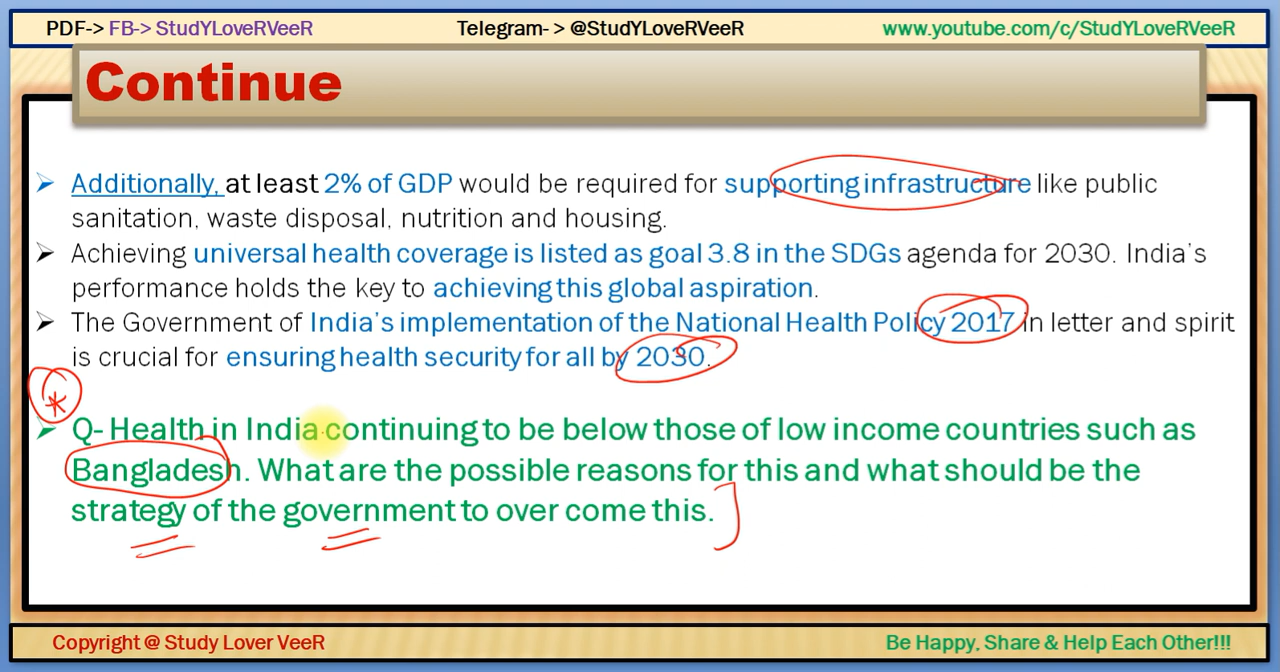 PDF-> FB-> StudYLoveRVeeR Telegram- > @StudYLoveRVeeR www.youtube.com/c/StudYLoveRVeeR
Continue
Additionally, at least 2% of GDP would be required for supporting infrastructure like public
sanitation, waste disposal, nutrition and housing.
Achieving universal health coverage is listed as goal 3.8 in the SDGs agenda for 2030. India's
performance holds the key to achieving this global aspiration.
The Government of India's implementation of the National Health Policy 2017 in letter and spirit
is crucial for ensuring health security for all by 2030.
Q- Health in India continuing to be below those of low income countries such as
Bangladesh. What are the possible reasons for this and what should be the
strategy of the government to over come this.
Copyright @ Study Lover VeeR Be Happy, Share & Help Each Other!!!